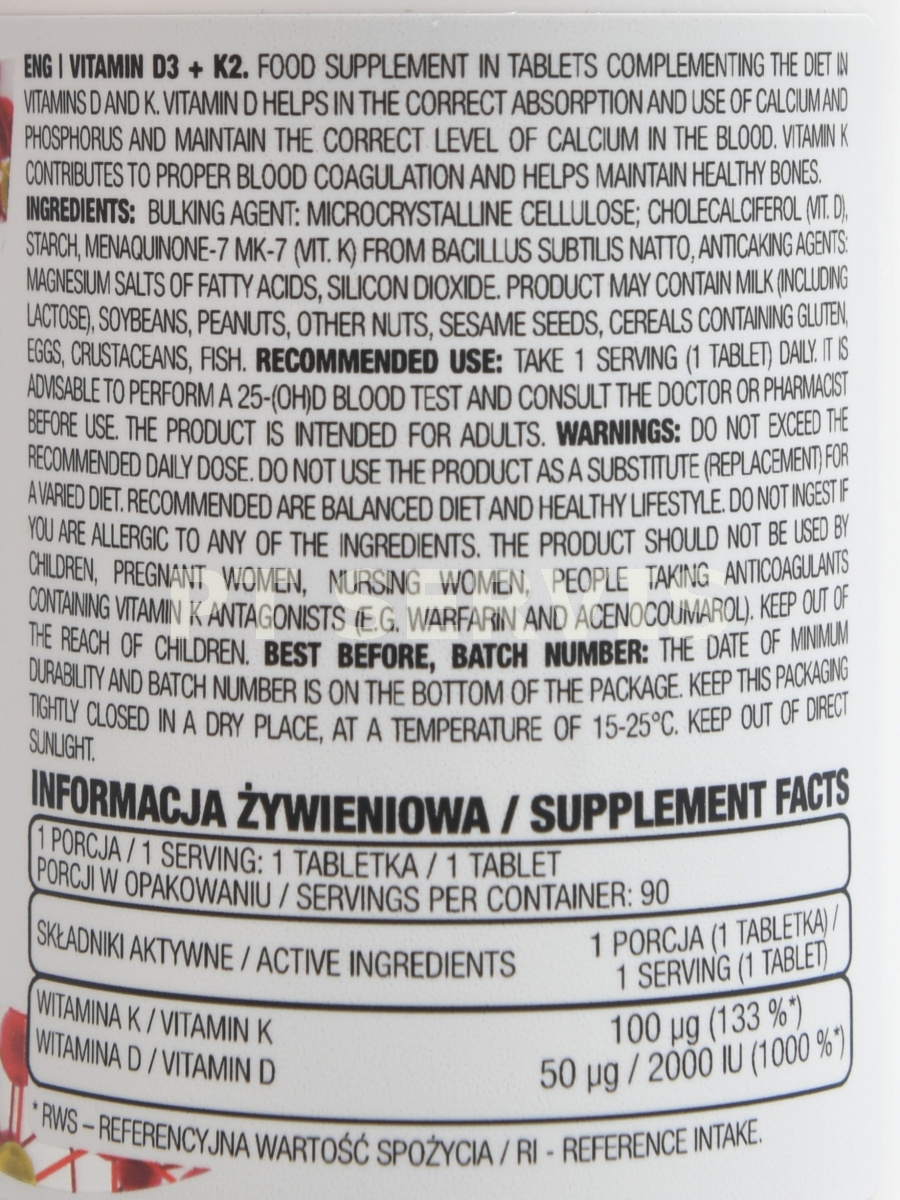 ENG | VITAMIN D3 + K2. FOOD SUPPLEMENT IN TABLETS COMPLEMENTING THE DIET IN
VITAMINS D AND K. VITAMIN D HELPS IN THE CORRECT ABSORPTION AND USE OF CALCIUM AND
PHOSPHORUS AND MAINTAIN THE CORRECT LEVEL OF CALCIUM IN THE BLOOD. VITAMIN K
CONTRIBUTES TO PROPER BLOOD COAGULATION AND HELPS MAINTAIN HEALTHY BONES.
INGREDIENTS: BULKING AGENT: MICROCRYSTALLINE CELLULOSE; CHOLECALCIFEROL (VIT. D),
STARCH, MENAQUINONE-7 MK-7 (VIT. K) FROM BACILLUS SUBTILIS NATTO, ANTICAKING AGENTS:
MAGNESIUM SALTS OF FATTY ACIDS, SILICON DIOXIDE. PRODUCT MAY CONTAIN MILK (INCLUDING
LACTOSE), SOYBEANS, PEANUTS, OTHER NUTS, SESAME SEEDS, CEREALS CONTAINING GLUTEN,
EGGS, CRUSTACEANS, FISH. RECOMMENDED USE: TAKE 1 SERVING (1 TABLET) DAILY. IT IS
ADVISABLE TO PERFORM A 25-(OH)D BLOOD TEST AND CONSULT THE DOCTOR OR PHARMACIST
BEFORE USE. THE PRODUCT IS INTENDED FOR ADULTS. WARNINGS: DO NOT EXCEED THE
RECOMMENDED DAILY DOSE. DO NOT USE THE PRODUCT AS A SUBSTITUTE (REPLACEMENT) FOR
A VARIED DIET. RECOMMENDED ARE BALANCED DIET AND HEALTHY LIFESTYLE. DO NOT INGEST IF
YOU ARE ALLERGIC TO ANY OF THE INGREDIENTS. THE PRODUCT SHOULD NOT BE USED BY
CHILDREN, PREGNANT WOMEN, NURSING WOMEN, PEOPLE TAKING ANTICOAGULANTS
CONTAINING VITAMIN K ANTAGONISTS (E.G. WARFARIN AND ACENOCOUMAROL). KEEP OUT OF
THE REACH OF CHILDREN. BEST BEFORE, BATCH NUMBER: THE DATE OF MINIMUM
DURABILITY AND BATCH NUMBER IS ON THE BOTTOM OF THE PACKAGE. KEEP THIS PACKAGING
TIGHTLY CLOSED IN A DRY PLACE, AT A TEMPERATURE OF 15-25°C. KEEP OUT OF DIRECT
SUNLIGHT.
PT SERVIS
INFORMACJA ŻYWIENIOWA / SUPPLEMENT FACTS
1 PORCJA / 1 SERVING: 1 TABLETKA / 1 TABLET
PORCJI W OPAKOWANIU / SERVINGS PER CONTAINER: 90
SKŁADNIKI AKTYWNE / ACTIVE INGREDIENTS
1 PORCJA (1 TABLETKA) /
1 SERVING (1 TABLET)
WITAMINA K / VITAMIN K 100 µg (133 %*)
WITAMINA D / VITAMIN D 50 µg / 2000 IU (1000 %*)
* RWS – REFERENCYJNA WARTOŚĆ SPOŻYCIA / RI - REFERENCE INTAKE.